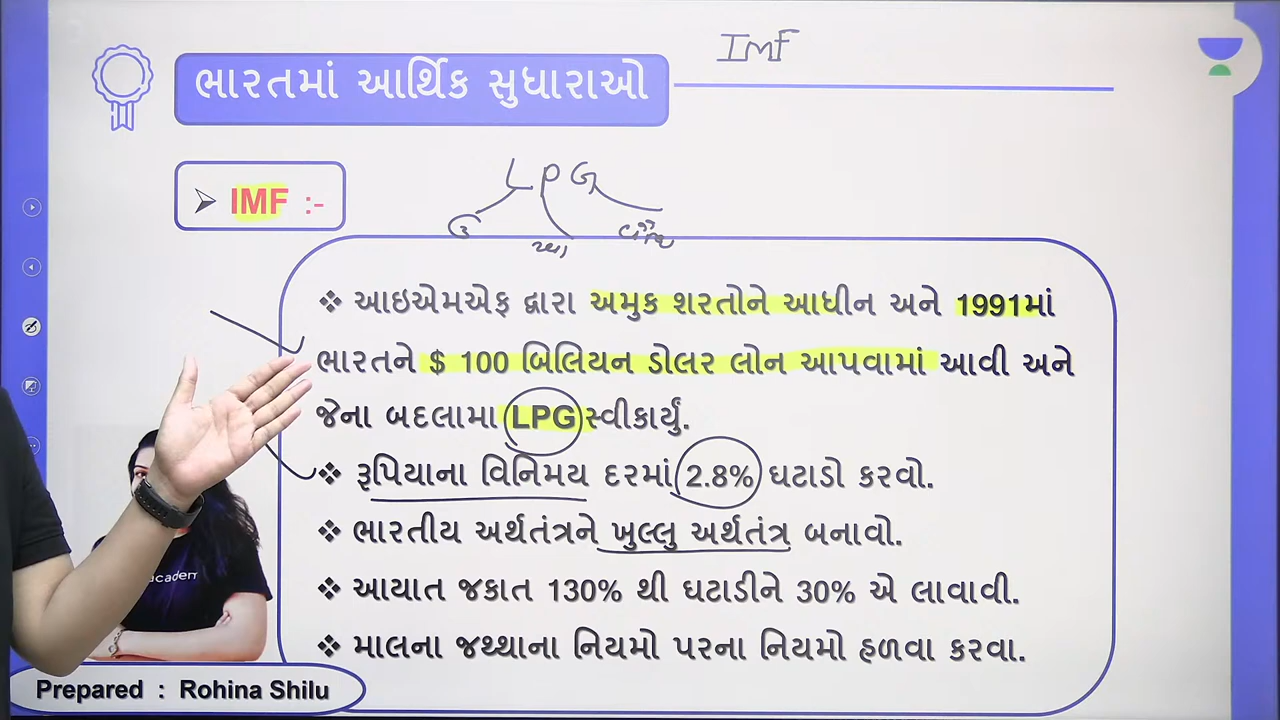 IMF
ભારતમાં આર્થિક સુધારાઓ
LPG
➢ IMF :-
❖ આઇએમએફ દ્વારા અમુક શરતોને આધીન અને 1991માં
ભારતને $ 100 બિલિયન ડોલર લોન આપવામાં આવી અને
જેના બદલામા LPG સ્વીકાર્યું.
❖ રૂપિયાના વિનિમય દરમાં 2.8% ઘટાડો કરવો.
❖ ભારતીય અર્થતંત્રને ખુલ્લુ અર્થતંત્ર બનાવો.
❖ આયાત જકાત 130% થી ઘટાડીને 30% એ લાવાવી.
❖ માલના જથ્થાના નિયમો પરના નિયમો હળવા કરવા.
Prepared : Rohina Shilu